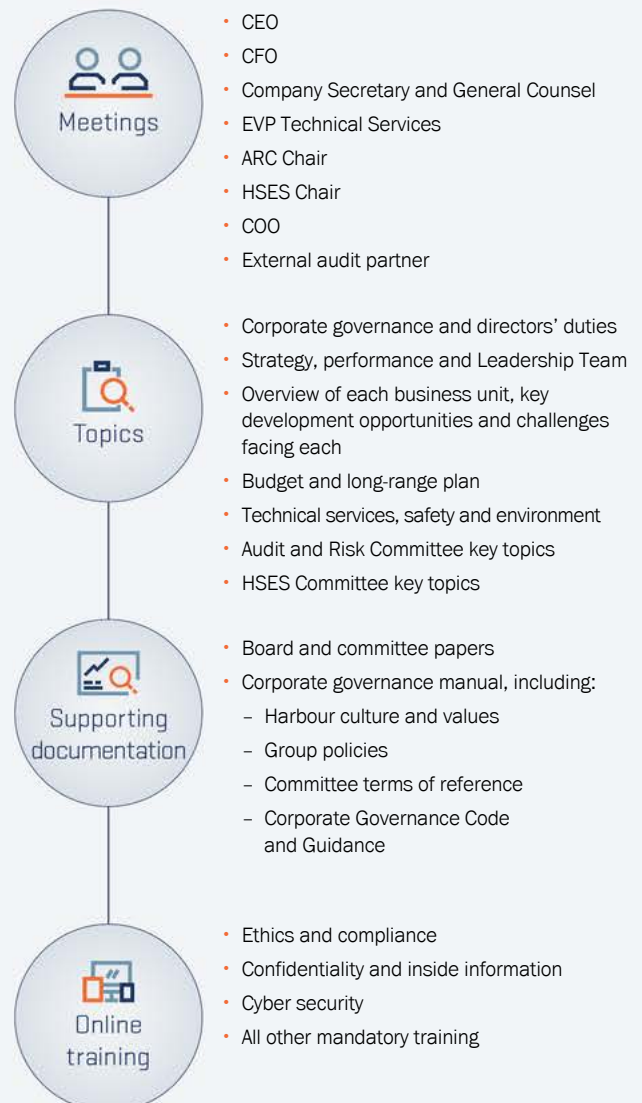 Meetings
• CEO
• CFO
• Company Secretary and General Counsel
• EVP Technical Services
• ARC Chair
• HSES Chair
• COO
• External audit partner
Topics
• Corporate governance and directors’ duties
• Strategy, performance and Leadership Team
• Overview of each business unit, key
development opportunities and challenges
facing each
• Budget and long-range plan
• Technical services, safety and environment
• Audit and Risk Committee key topics
• HSES Committee key topics
Supporting
documentation
• Board and committee papers
• Corporate governance manual, including:
– Harbour culture and values
– Group policies
– Committee terms of reference
– Corporate Governance Code
and Guidance
Online
training
• Ethics and compliance
• Confidentiality and inside information
• Cyber security
• All other mandatory training